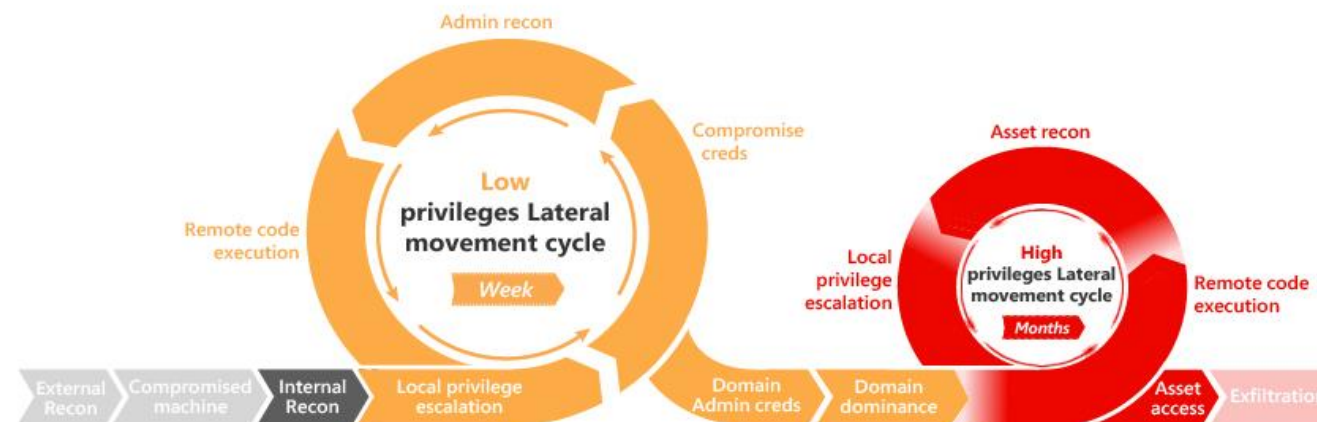 Admin recon
Compromise
creds
Remote code
execution
Low
privileges Lateral
movement cycle
Week
Asset recon
Local
privilege
escalation
High
privileges Lateral
movement cycle
Months
Remote code
execution
External
Recon
Compromised
machine
Internal
Recon
Local privilege
escalation
Domain
Admin creds
Domain
dominance
Asset
access
Exfiltration